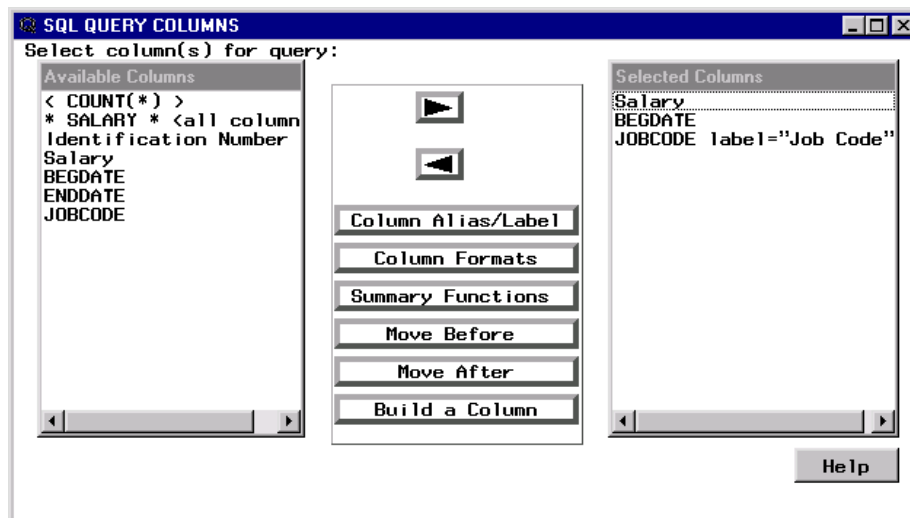 SQL QUERY COLUMNS
Select column(s) for query:
Available Columns
< COUNT(*) >
* SALARY * <all column
Identification Number
Salary
BEGDATE
ENDDATE
JOBCODE
Column Alias/Label
Column Formats
Summary Functions
Move Before
Move After
Build a Column
Selected Columns
Salary
BEGDATE
JOBCODE label="Job Code"
Help